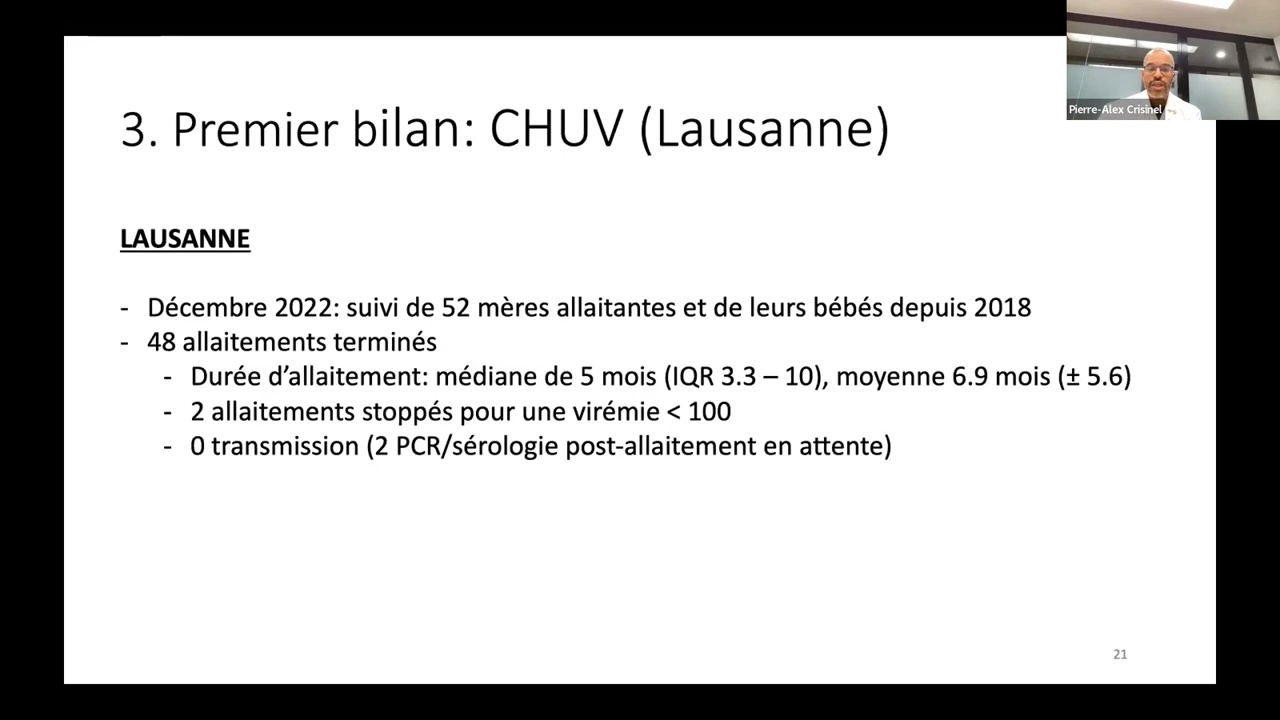 Pierre-Alex Crisinel
3. Premier bilan: CHUV (Lausanne)
LAUSANNE
- Décembre 2022: suivi de 52 mères allaitantes et de leurs bébés depuis 2018
- 48 allaitements terminés
- Durée d’allaitement: médiane de 5 mois (IQR 3.3 – 10), moyenne 6.9 mois (± 5.6)
- 2 allaitements stoppés pour une virémie < 100
- 0 transmission (2 PCR/sérologie post-allaitement en attente)
21